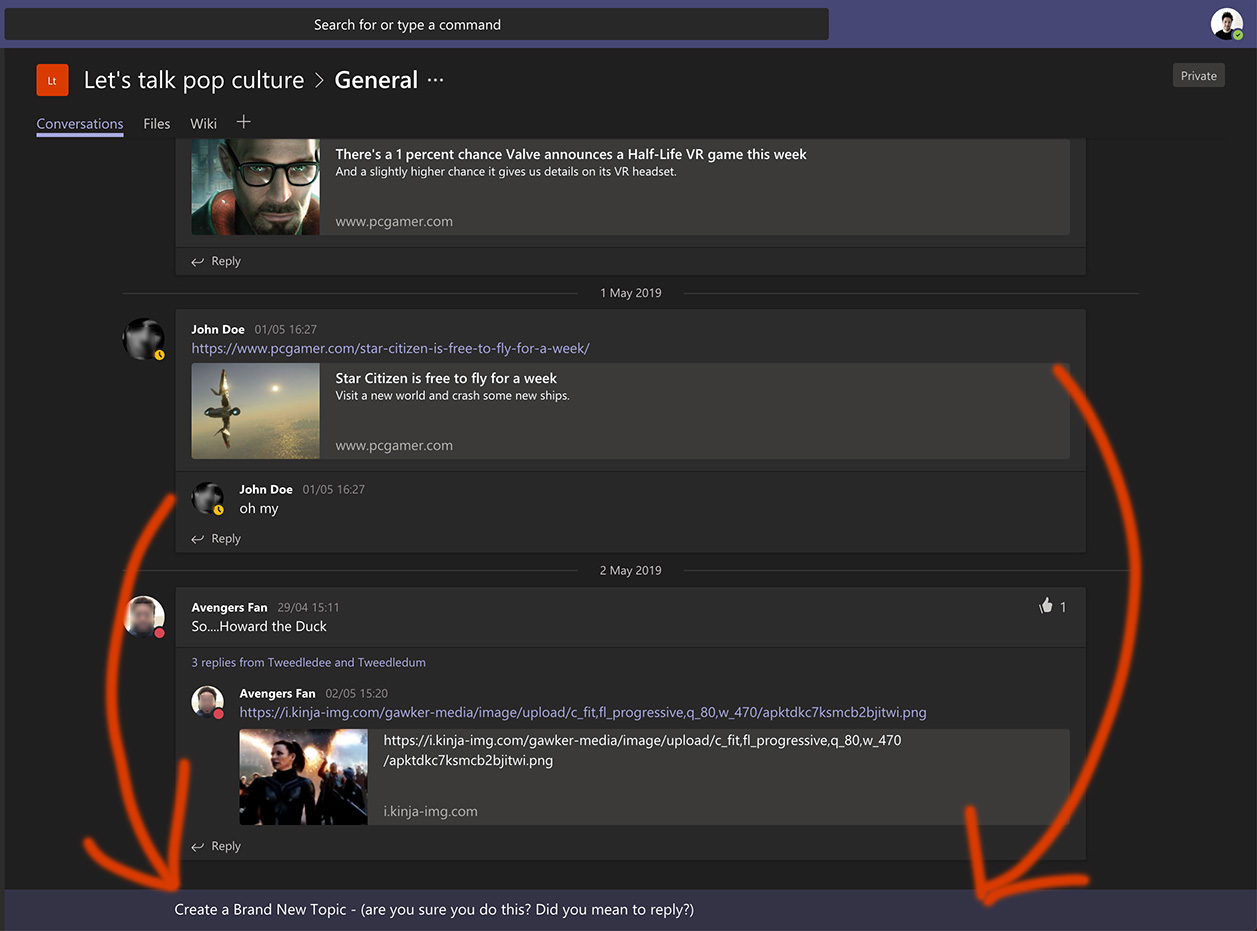 Search for or type a command
Lt
Let's talk pop culture > General ...
Private
Conversations Files Wiki +
There's a 1 percent chance Valve announces a Half-Life VR game this week
And a slightly higher chance it gives us details on its VR headset.
www.pcgamer.com
Reply
1 May 2019
John Doe 01/05 16:27
https://www.pcgamer.com/star-citizen-is-free-to-fly-for-a-week/
Star Citizen is free to fly for a week
Visit a new world and crash some new ships.
www.pcgamer.com
John Doe 01/05 16:27
oh my
Reply
2 May 2019
Avengers Fan 29/04 15:11
1
So....Howard the Duck
3 replies from Tweedledee and Tweedledum
Avengers Fan 02/05 15:20
https://i.kinja-img.com/gawker-media/image/upload/c_fit,fl_progressive,q_80,w_470/apktdkc7ksmcb2bjitwi.png
https://i.kinja-img.com/gawker-media/image/upload/c_fit,fl_progressive,q_80,w_470
/apktdkc7ksmcb2bjitwi.png
i.kinja-img.com
Reply
Create a Brand New Topic - (are you sure you do this? Did you mean to reply?)